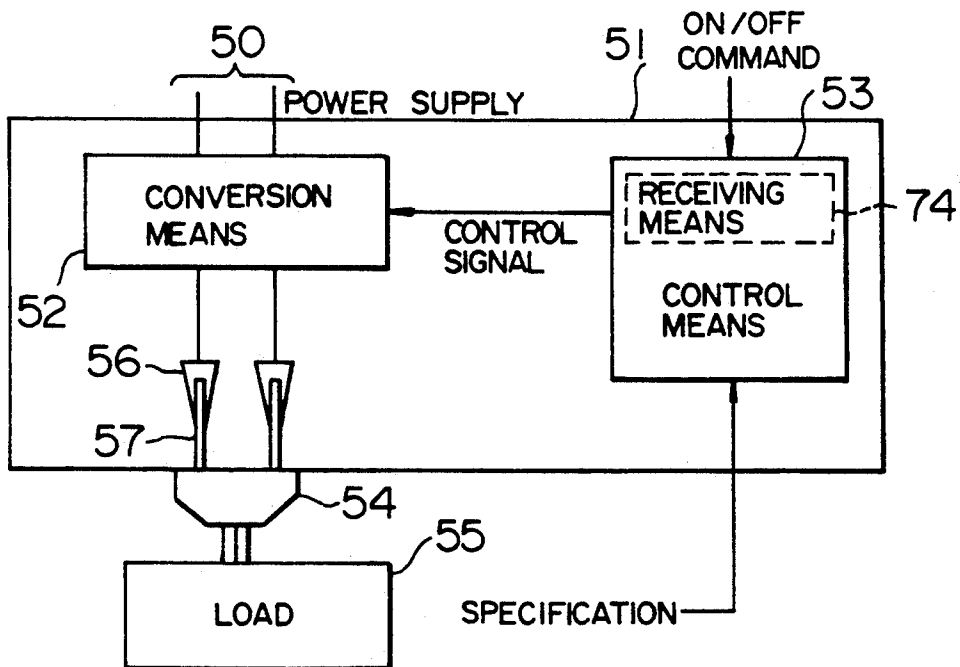 50
51
ON/OFF
COMMAND
POWER SUPPLY
53
CONVERSION
MEANS
RECEIVING
MEANS
74
CONTROL
SIGNAL
52
CONTROL
MEANS
56
57
54
55
LOAD
SPECIFICATION